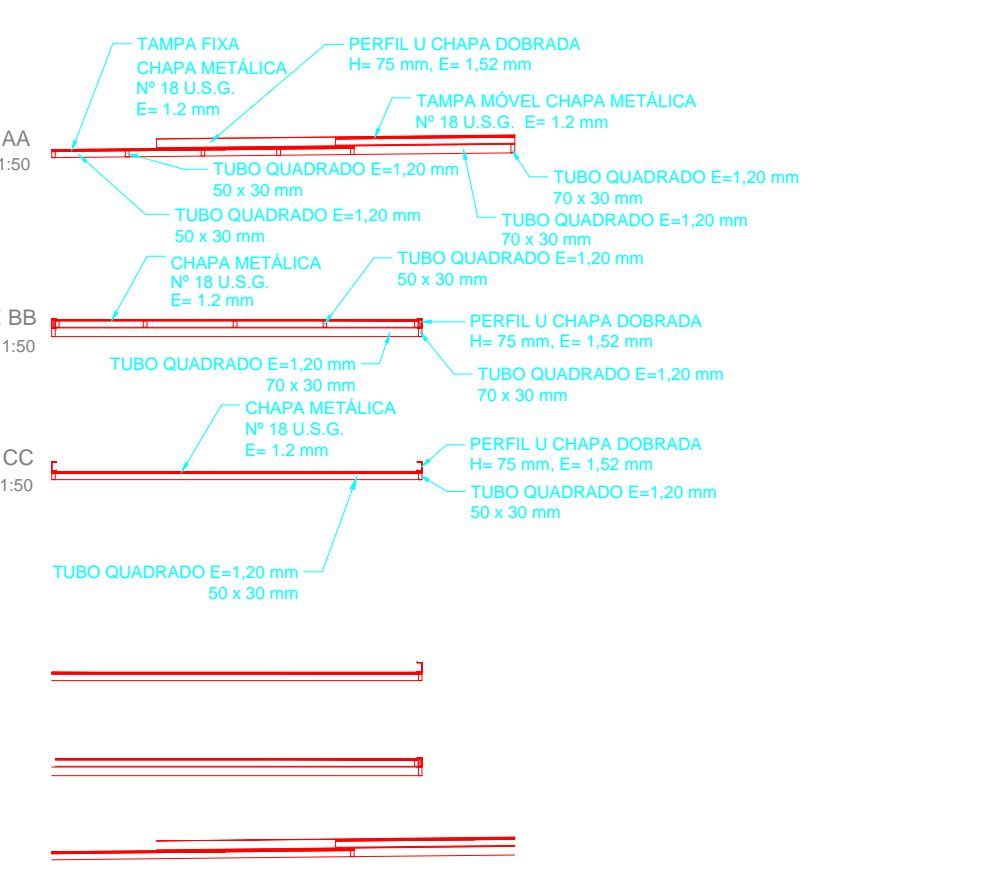 TAMPA FIXA
CHAPA METÁLICA
Nº 18 U.S.G.
E= 1.2 mm
PERFIL U CHAPA DOBRADA
H= 75 mm, E= 1,52 mm
TAMPA MÓVEL CHAPA METÁLICA
Nº 18 U.S.G. E= 1.2 mm
AA
1:50
TUBO QUADRADO E=1,20 mm
50 x 30 mm
TUBO QUADRADO E=1,20 mm
70 x 30 mm
TUBO QUADRADO E=1,20 mm
50 x 30 mm
TUBO QUADRADO E=1,20 mm
70 x 30 mm
CHAPA METÁLICA
Nº 18 U.S.G.
E= 1.2 mm
TUBO QUADRADO E=1,20 mm
50 x 30 mm
BB
1:50
PERFIL U CHAPA DOBRADA
H= 75 mm, E= 1,52 mm
TUBO QUADRADO E=1,20 mm
70 x 30 mm
TUBO QUADRADO E=1,20 mm
70 x 30 mm
CHAPA METÁLICA
Nº 18 U.S.G.
E= 1.2 mm
CC
1:50
PERFIL U CHAPA DOBRADA
H= 75 mm, E= 1,52 mm
TUBO QUADRADO E=1,20 mm
50 x 30 mm
TUBO QUADRADO E=1,20 mm
50 x 30 mm